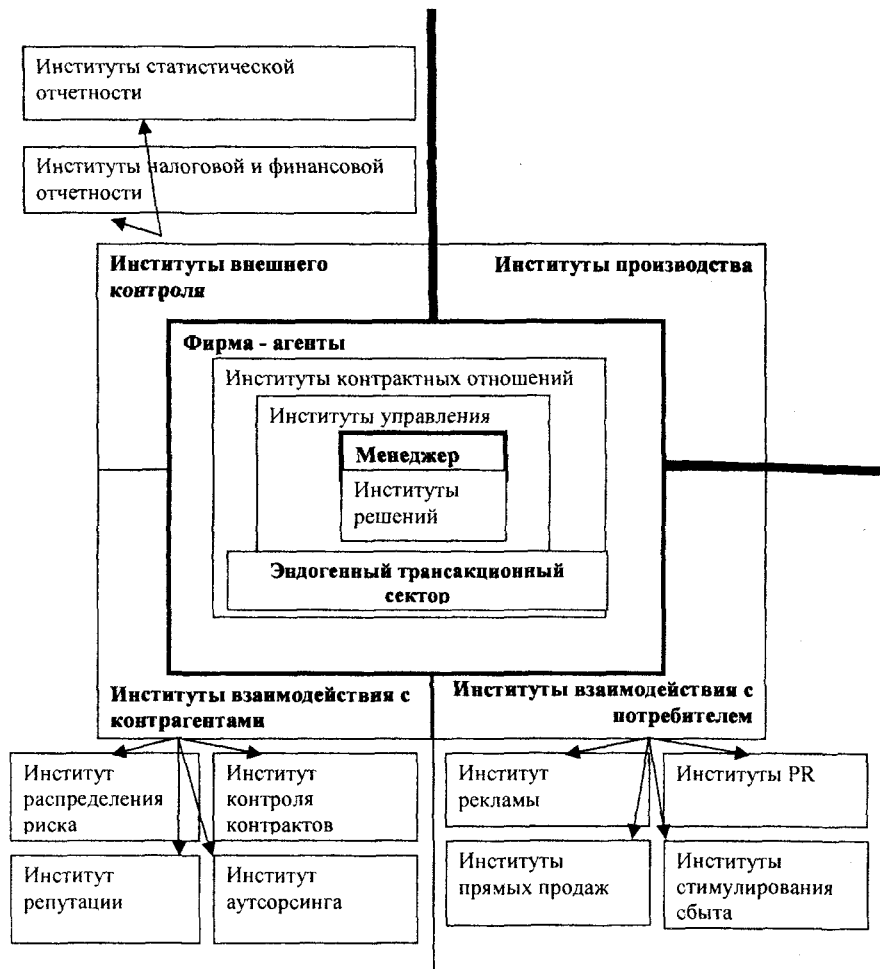 Институты статистической
отчетности
Институты налоговой и финансовой
отчетности
Институты внешнего
контроля
Институты производства
Фирма - агенты
Институты контрактных отношений
Институты управления
Менеджер
Институты
решений
Эндогенный трансакционный
сектор
Институты взаимодействия с
контрагентами
Институты взаимодействия с
потребителем
Институт
распределения
риска
Институт
контроля
контрактов
Институт
рекламы
Институты PR
Институт
репутации
Институт
аутсорсинга
Институты
прямых продаж
Институты
стимулирования
сбыта